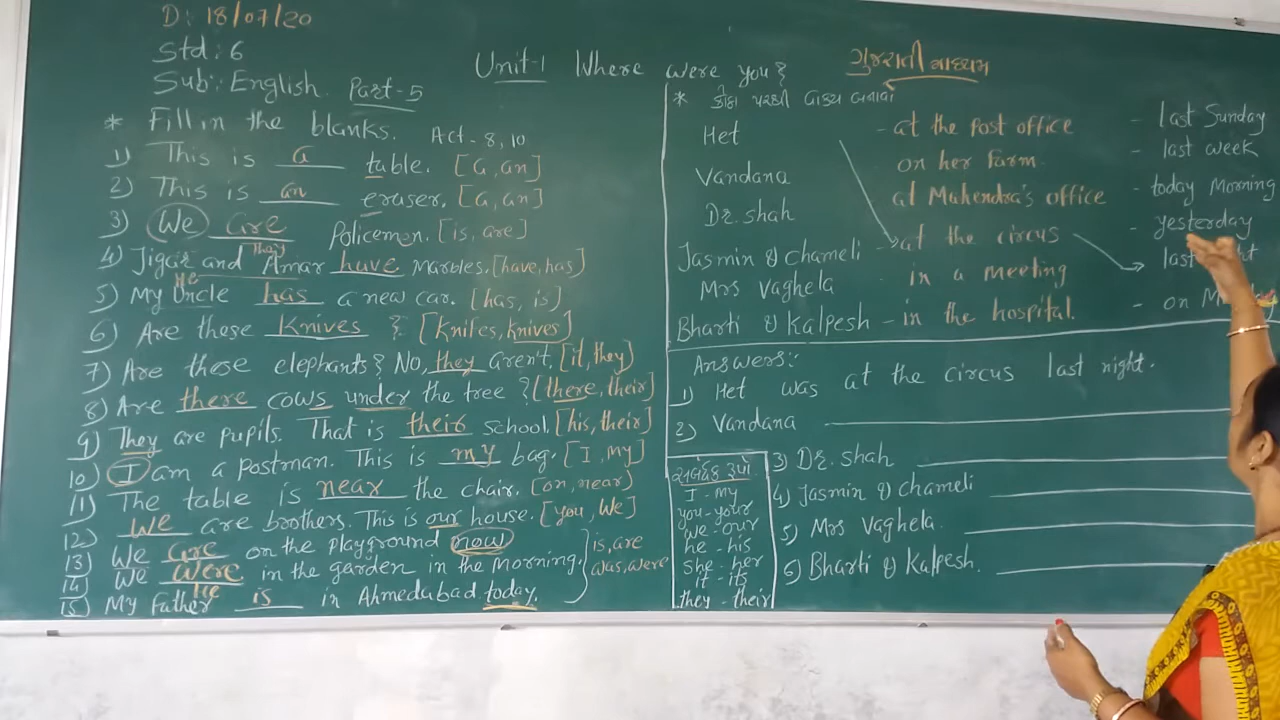 D: 18/07/20
Std: 6
Sub: English Part-5
Unit-1 Where were you?
ગુજરાતી માધ્યમ
* Fill in the blanks. Act - 8, 10
1) This is a table. [a, an]
2) This is an eraser. [a, an]
3) We are Policemen. [is, are]
They
4) Jigar and Amar have Marbles. [have, has]
He
5) My Uncle has a new car. [has, is]
6) Are these Knives ? [Knifes, knives]
7) Are those elephants? No, they aren't. [it, they]
8) Are there cows under the tree ? [there, their]
9) They are pupils. That is their school. [his, their]
10) I am a postman. This is my bag. [I, my]
11) The table is near the chair. [on, near]
12) We are brothers. This is our house. [you, We]
13) We are on the playground now
14) We were in the garden in the morning.
is, are
was, were
He
15) My Father is in Ahmedabad today.
* કોઠા પરથી વાક્ય બનાવો
Het - at the post office - last Sunday
Vandana on her farm. - last week
Dr. shah at Mahendra's office - today Morning
Jasmin & Chameli - at the circus - yesterday
Mrs Vaghela in a meeting last
Bharti & Kalpesh - in the hospital. - on
Answers:
1) Het was at the circus last night.
2) Vandana
3) Dr. shah
4) Jasmin & Chameli
5) Mrs Vaghela.
6) Bharti & Kalpesh.
I - my
you - your
we - our
he - his
she - her
it - its
they - their